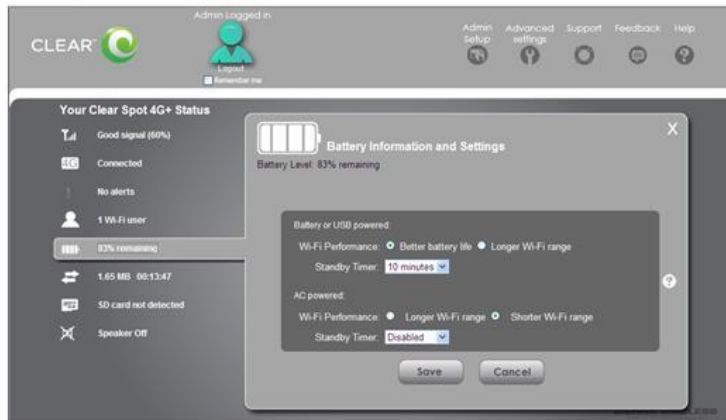 Admin Logged in
CLEAR
Logout
Remember me
Admin Setup
Advanced settings
Support
Feedback
Help
Your Clear Spot 4G+ Status
Good signal (60%)
4G Connected
No alerts
1 Wi-Fi user
83% remaining
1.65 MB 00:13:47
SD card not detected
Speaker Off
Battery Information and Settings
X
Battery Level: 83% remaining
Battery or USB powered:
Wi-Fi Performance: Better battery life Longer Wi-Fi range
Standby Timer: 10 minutes
?
AC powered:
Wi-Fi Performance: Longer Wi-Fi range Shorter Wi-Fi range
Standby Timer: Disabled
Save Cancel